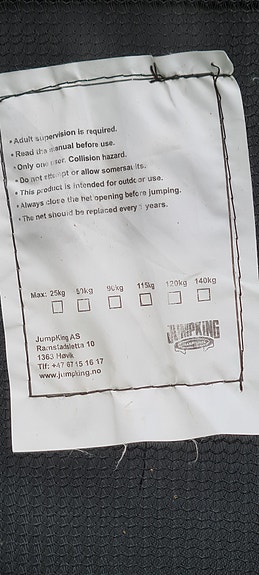 • Adult supervision is required.
• Read the manual before use.
• Only one user. Collision hazard.
• Do not attempt or allow somersaults.
• This product is intended for outdoor use.
• Always close the net opening before jumping.
• The net should be replaced every years.
Max: 25kg 90kg 115kg 120kg 140kg
JumpKing AS
Ramstadsletta 10
1363 Høvik
Tlf: +47 67 15 16 17
www.jumpking.no
JUMPKING